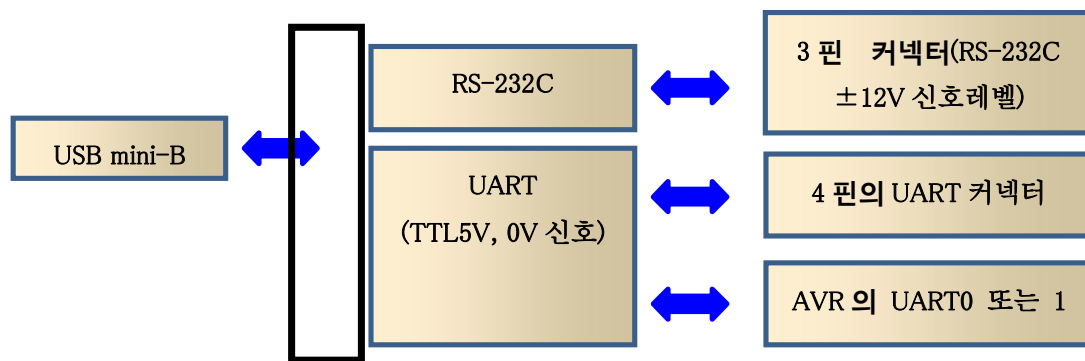 USB mini-B
RS-232C
UART
(TTL5V, 0V 신호)
3 핀 커넥터(RS-232C
±12V 신호레벨)
4 핀의 UART 커넥터
AVR 의 UART0 또는 1